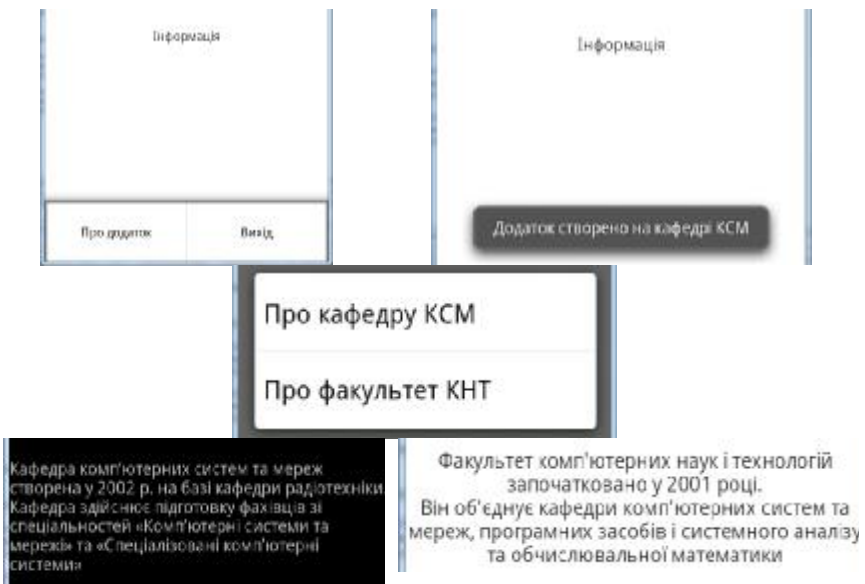 Інформація
Про додаток
Вихід
Інформація
Додаток створено на кафедрі КСМ
Про кафедру КСМ
Про факультет КНТ
Кафедра комп'ютерних систем та мереж
створена у 2002 р. на базі кафедри радіотехніки.
Кафедра здійснює підготовку фахівців зі
спеціальностей «Комп'ютерні системи та
мережі» та «Спеціалізовані комп'ютерні
системи»
Факультет комп'ютерних наук і технологій
започатковано у 2001 році.
Він об'єднує кафедри комп'ютерних систем та
мереж, програмних засобів і системного аналізу
та обчислювальної математики